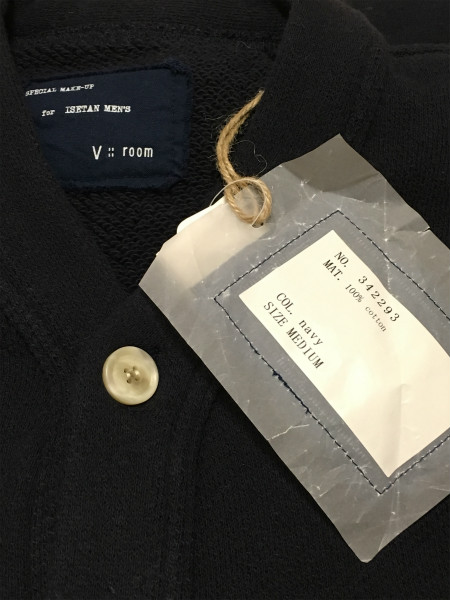 SPECIAL MAKE-UP
for ISETAN MEN'S
V :: room
NO. 342293
MAT. 100% cotton
COL. navy
SIZE MEDIUM